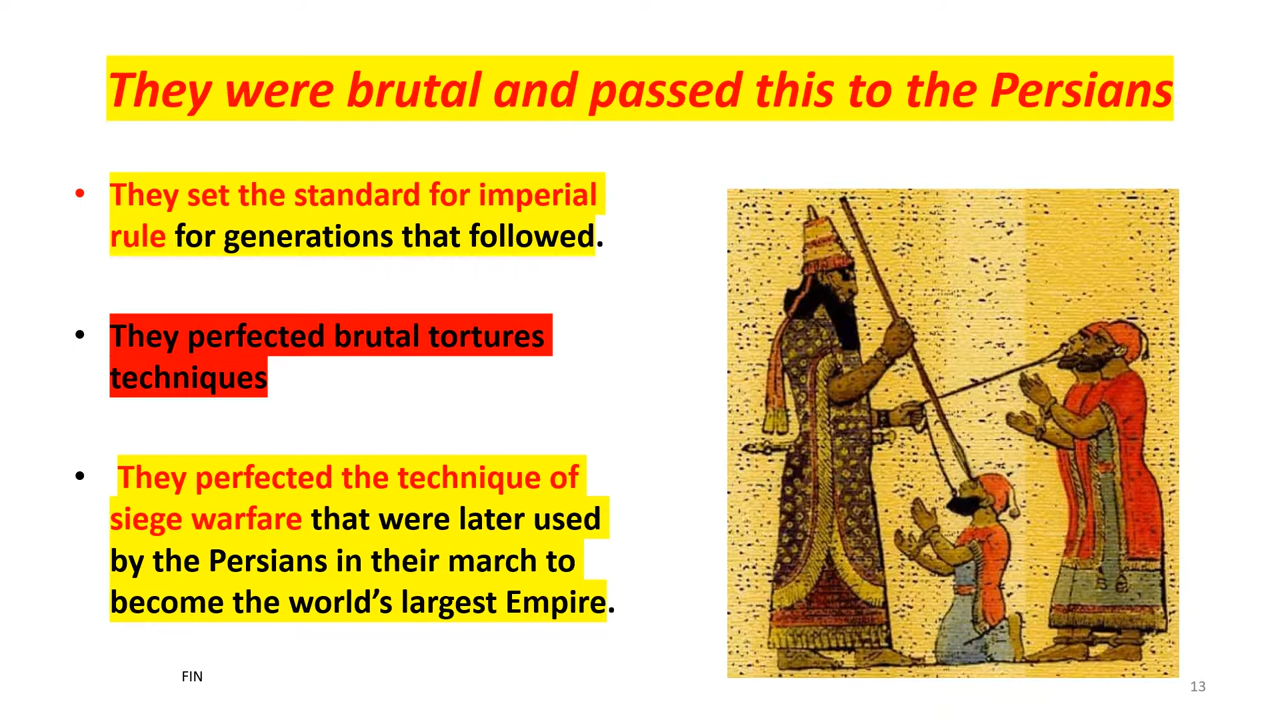 They were brutal and passed this to the Persians
• They set the standard for imperial
rule for generations that followed.
• They perfected brutal tortures
techniques
• They perfected the technique of
siege warfare that were later used
by the Persians in their march to
become the world’s largest Empire.
FIN
13